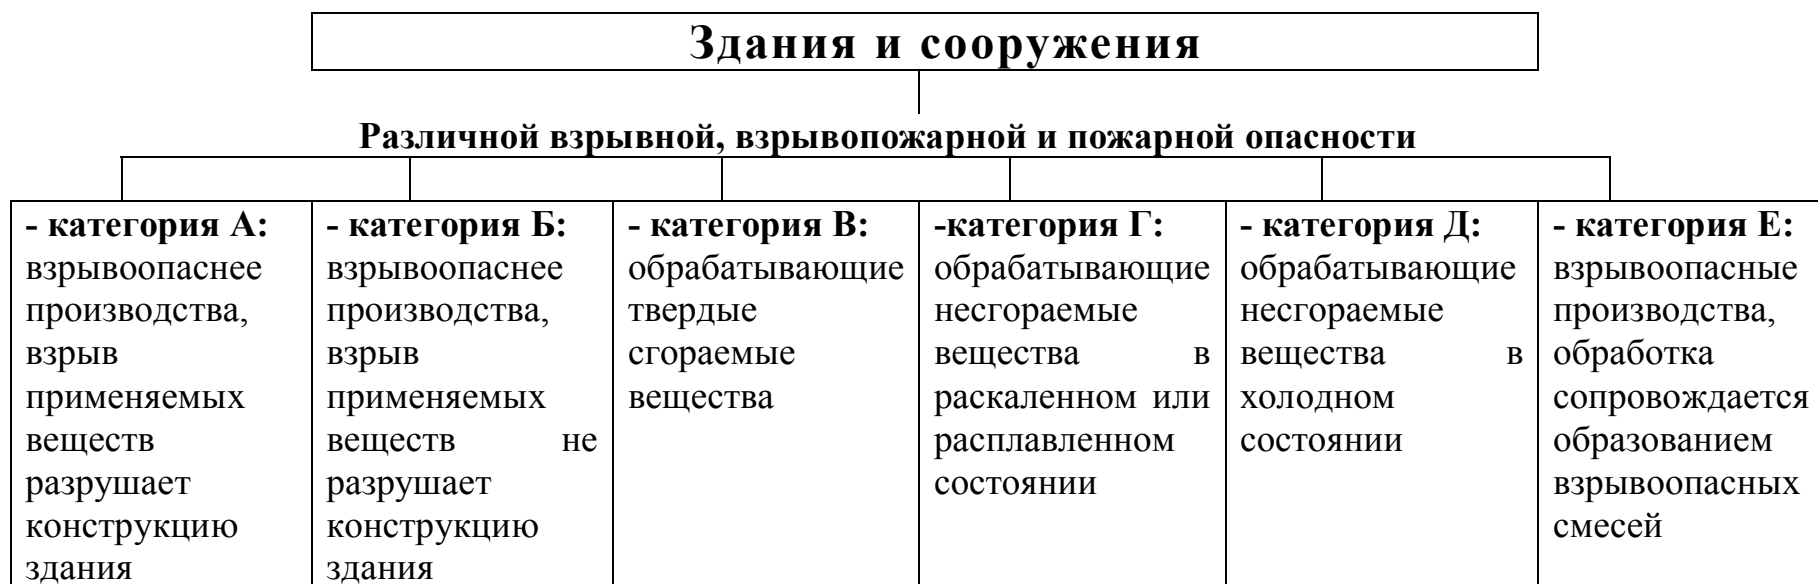 Здания и сооружения
Различной взрывной, взрывопожарной и пожарной опасности
- категория А:
взрывоопаснее
производства,
взрыв
применяемых
веществ
разрушает
конструкцию
здания
- категория Б:
взрывоопаснее
производства,
взрыв
применяемых
веществ не
разрушает
конструкцию
здания
- категория В:
обрабатывающие
твердые
сгораемые
вещества
-категория Г:
обрабатывающие
несгораемые
вещества в
раскаленном или
расплавленном
состоянии
- категория Д:
обрабатывающие
несгораемые
вещества в
холодном
состоянии
- категория Е:
взрывоопасные
производства,
обработка
сопровождается
образованием
взрывоопасных
смесей